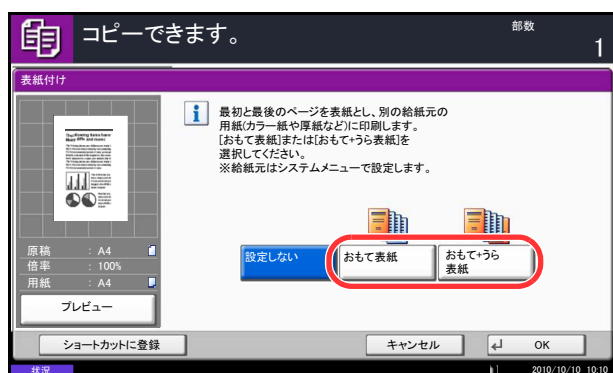 コピーできます。
部数
1
表紙付け
最初と最後のページを表紙とし、別の給紙元の
用紙(カラー紙や厚紙など)に印刷します。
[おもて表紙]または[おもて+うら表紙]を
選択してください。
※給紙元はシステムメニューで設定します。
原稿 : A4
倍率 : 100%
用紙 : A4
プレビュー
設定しない
おもて表紙
おもて+うら
表紙
ショートカットに登録
キャンセル
OK
状況
2010/10/10 10:10